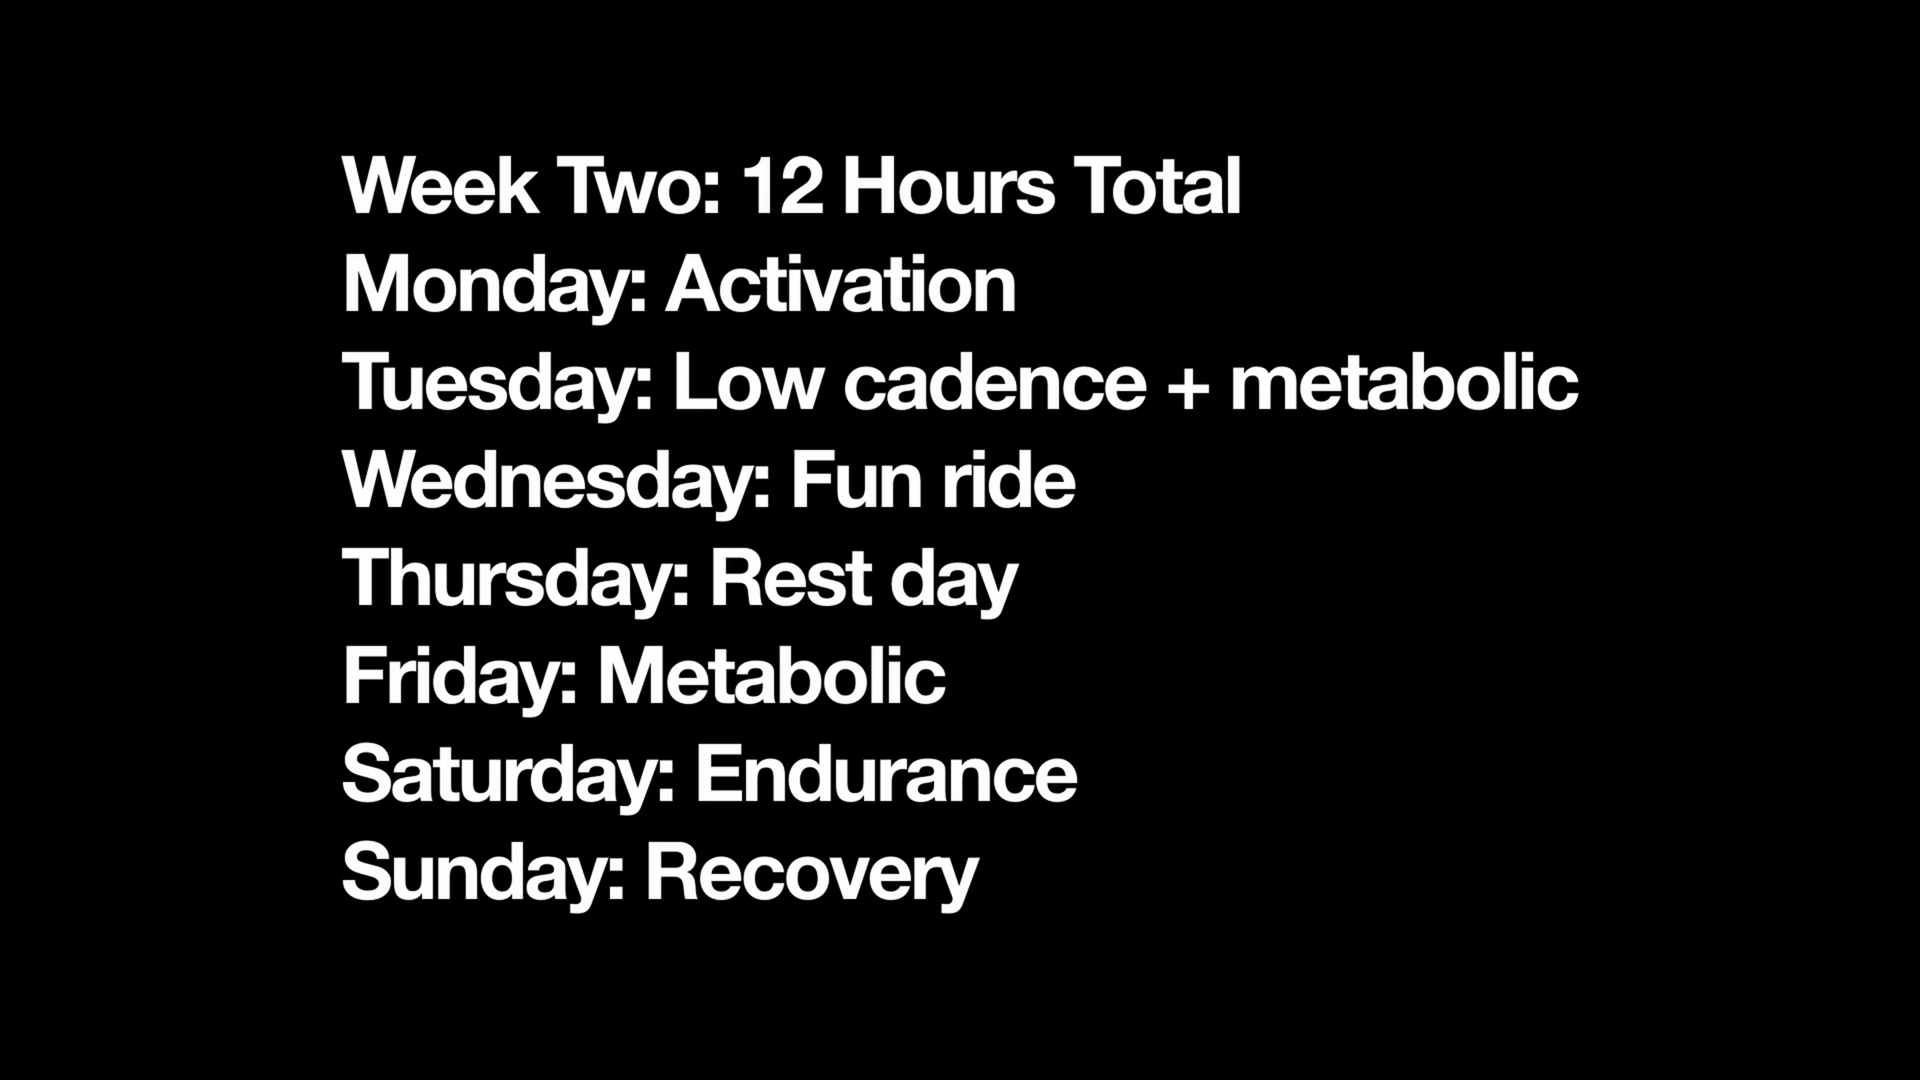 Week Two: 12 Hours Total
Monday: Activation
Tuesday: Low cadence + metabolic
Wednesday: Fun ride
Thursday: Rest day
Friday: Metabolic
Saturday: Endurance
Sunday: Recovery